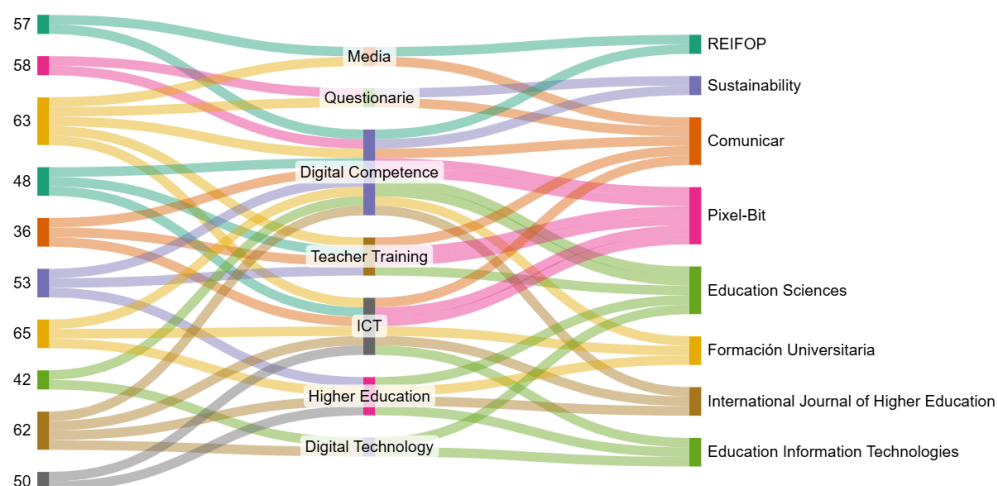 57
58
63
48
36
53
65
42
62
50
Media
Questionarie
Digital Competence
Teacher Training
ICT
Higher Education
Digital Technology
REIFOP
Sustainability
Comunicar
Pixel-Bit
Education Sciences
Formación Universitaria
International Journal of Higher Education
Education Information Technologies